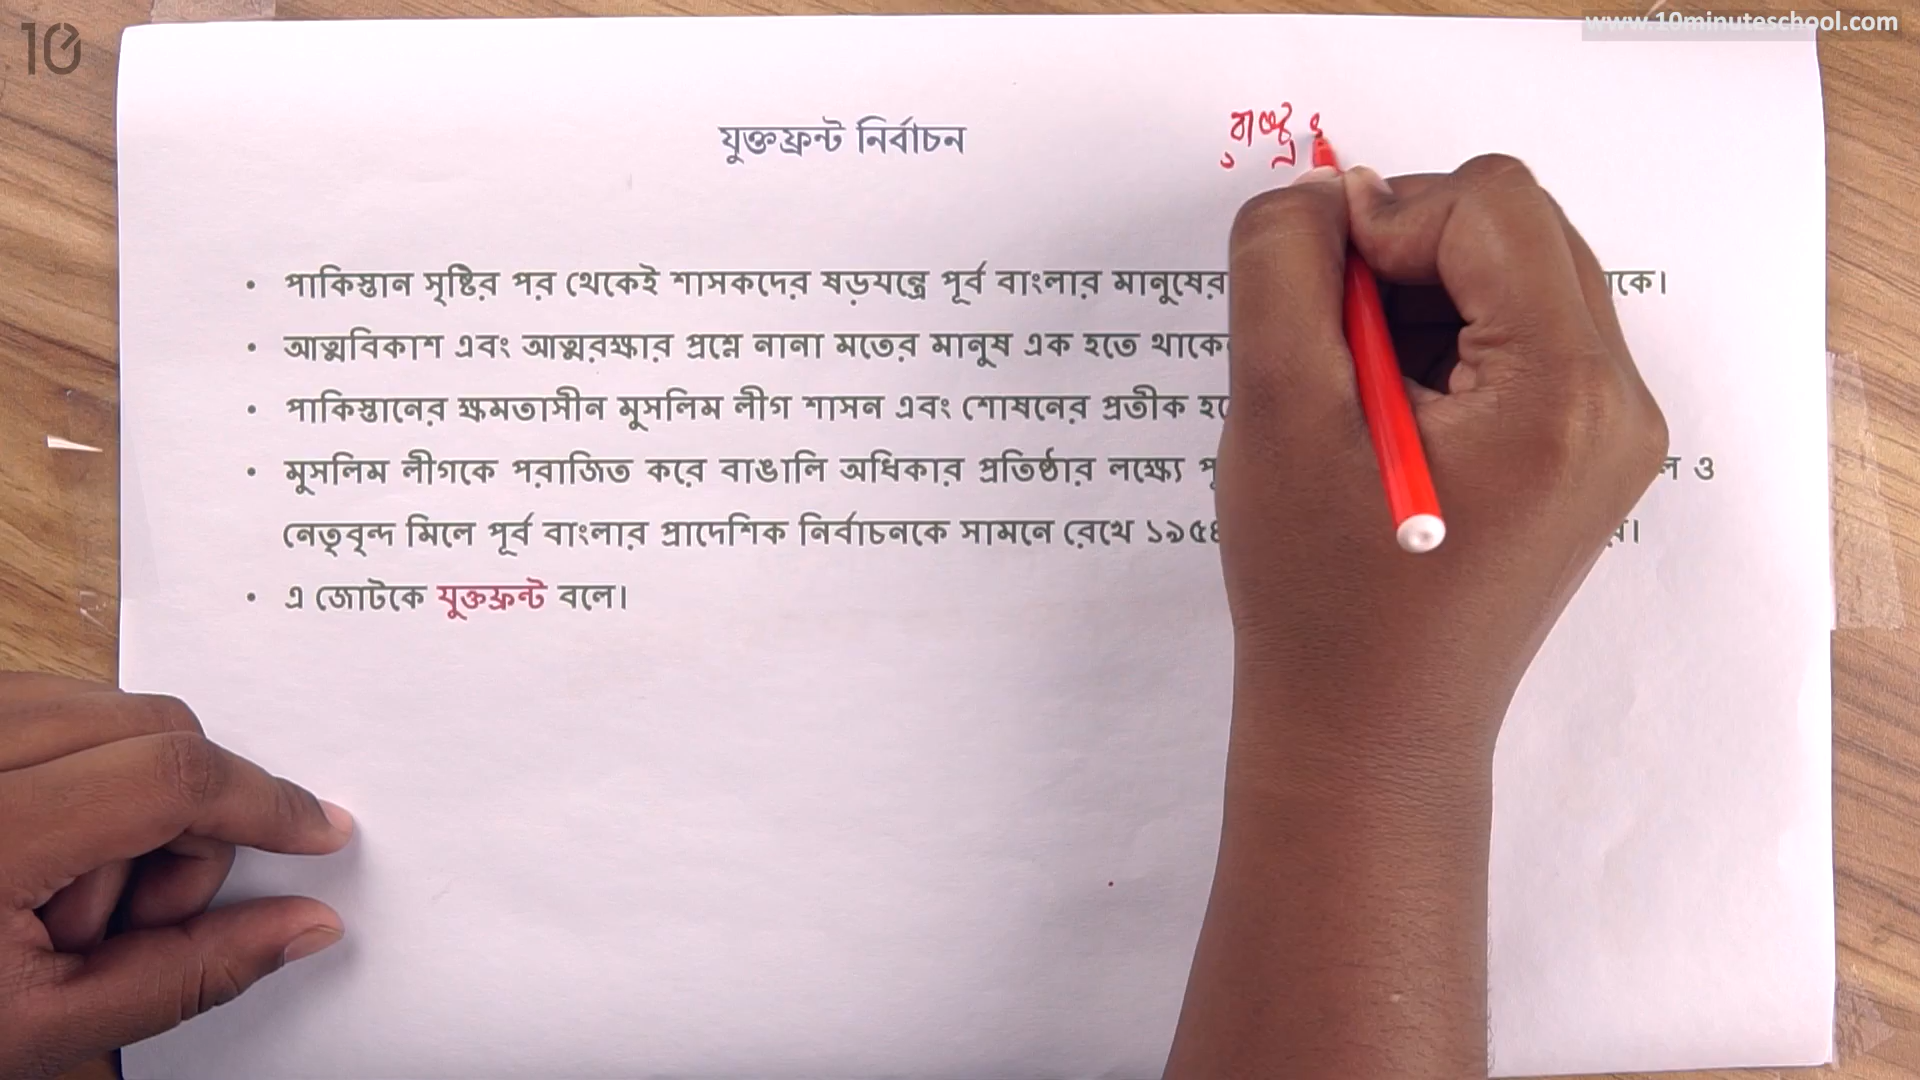 10
www.10minuteschool.com
যুক্তফ্রন্ট নির্বাচন
• পাকিস্তান সৃষ্টির পর থেকেই শাসকদের ষড়যন্ত্রে পূর্ব বাংলার মানুষের
• আত্মবিকাশ এবং আত্মরক্ষার প্রশ্নে নানা মতের মানুষ এক হতে
• পাকিস্তানের ক্ষমতাসীন মুসলিম লীগ শাসন এবং শোষনের প্রতীক
• মুসলিম লীগকে পরাজিত করে বাঙালি অধিকার প্রতিষ্ঠার লক্ষ্যে ও
নেতৃবৃন্দ মিলে পূর্ব বাংলার প্রাদেশিক নির্বাচনকে সামনে রেখে
• এ জোটকে যুক্তফ্রন্ট বলে।